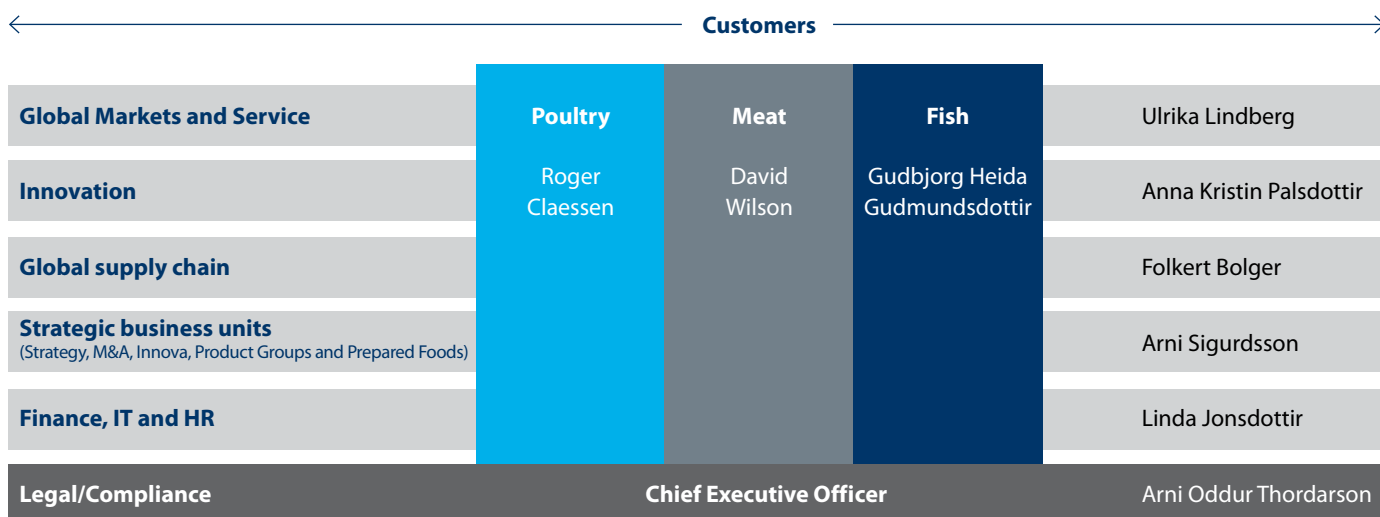 Customers
Global Markets and Service
Poultry
Meat
Fish
Ulrika Lindberg
Innovation
Roger
Claessen
David
Wilson
Gudbjorg Heida
Gudmundsdottir
Anna Kristin Palsdottir
Global supply chain
Folkert Bolger
Strategic business units
(Strategy, M&A, Innova, Product Groups and Prepared Foods)
Arni Sigurdsson
Finance, IT and HR
Linda Jonsdottir
Legal/Compliance
Chief Executive Officer
Arni Oddur Thordarson